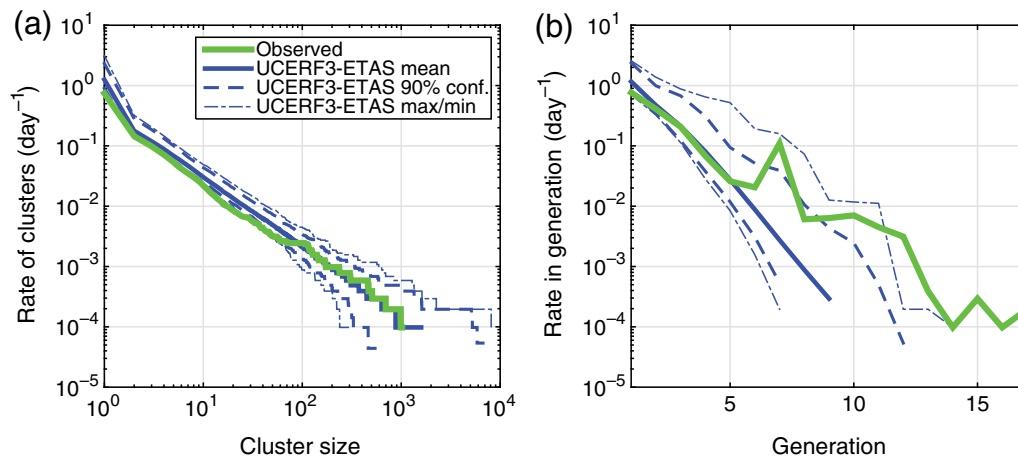 (a)
Observed
UCERF3-ETAS mean
UCERF3-ETAS 90% conf.
UCERF3-ETAS max/min
Rate of clusters (day⁻¹)
10¹
10⁰
10⁻¹
10⁻²
10⁻³
10⁻⁴
10⁻⁵
10⁰ 10¹ 10² 10³ 10⁴
Cluster size
(b)
Rate in generation (day⁻¹)
10¹
10⁰
10⁻¹
10⁻²
10⁻³
10⁻⁴
10⁻⁵
5 10 15
Generation